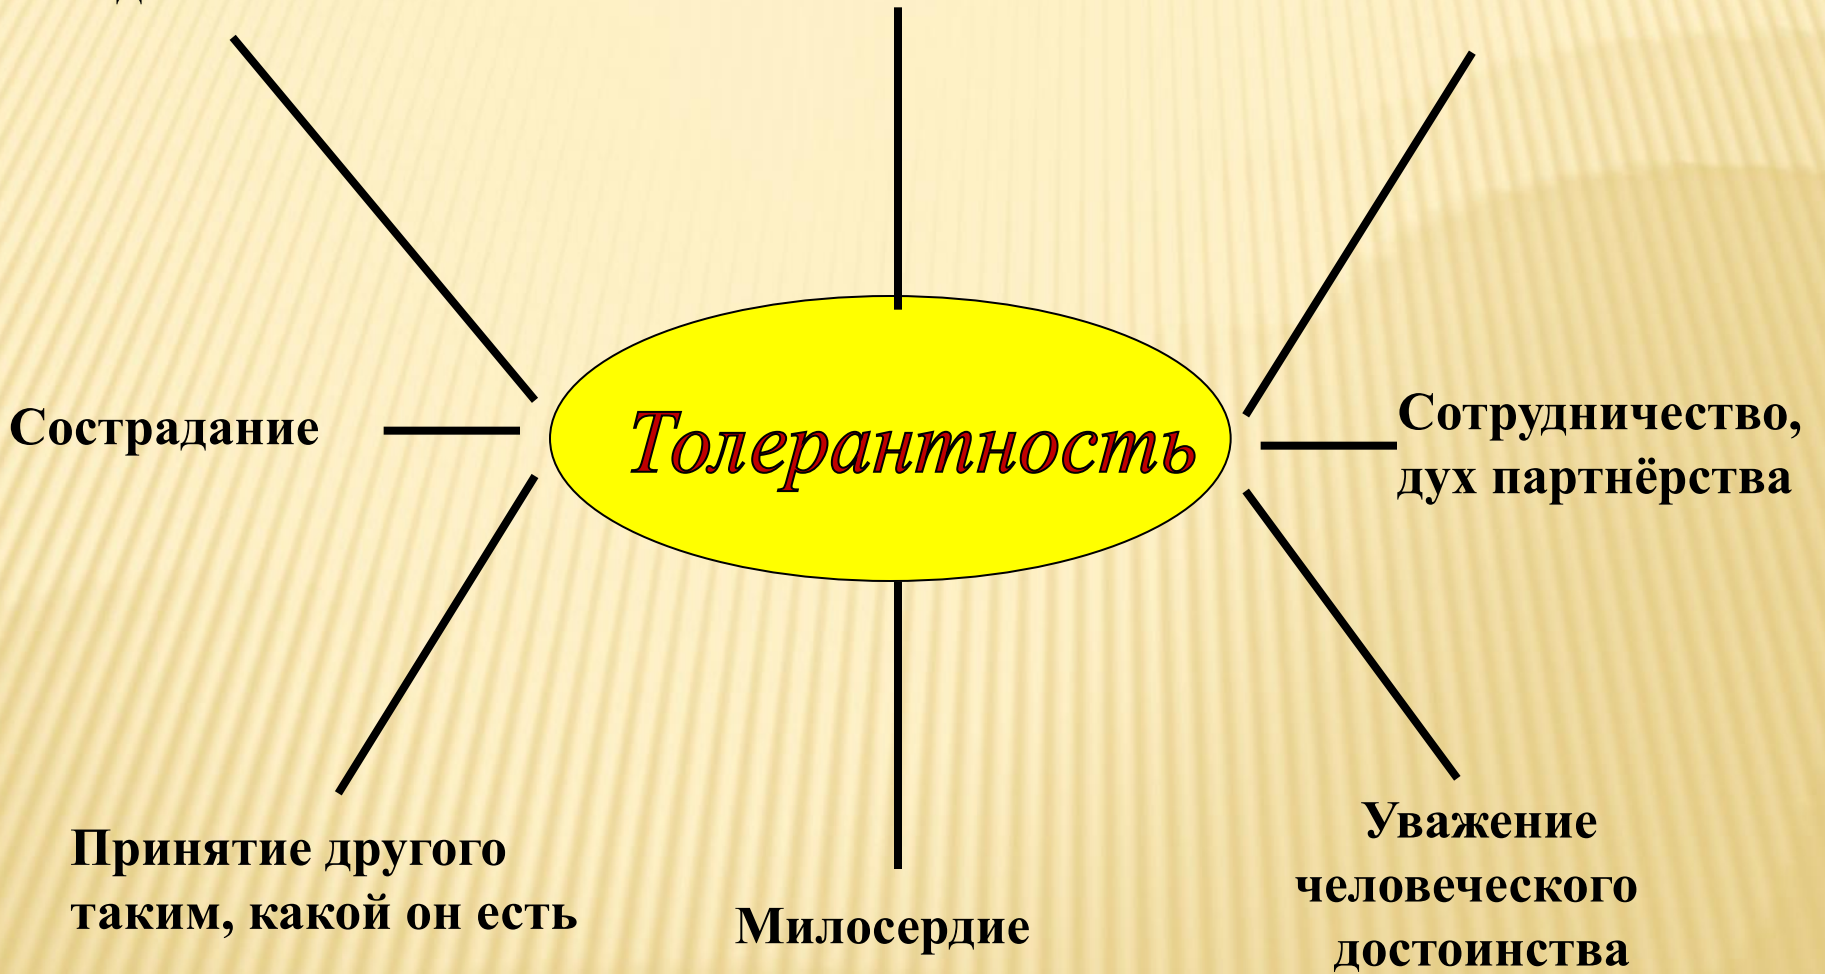 Сострадание
Толерантность
Сотрудничество,
дух партнёрства
Принятие другого
таким, какой он есть
Милосердие
Уважение
человеческого
достоинства